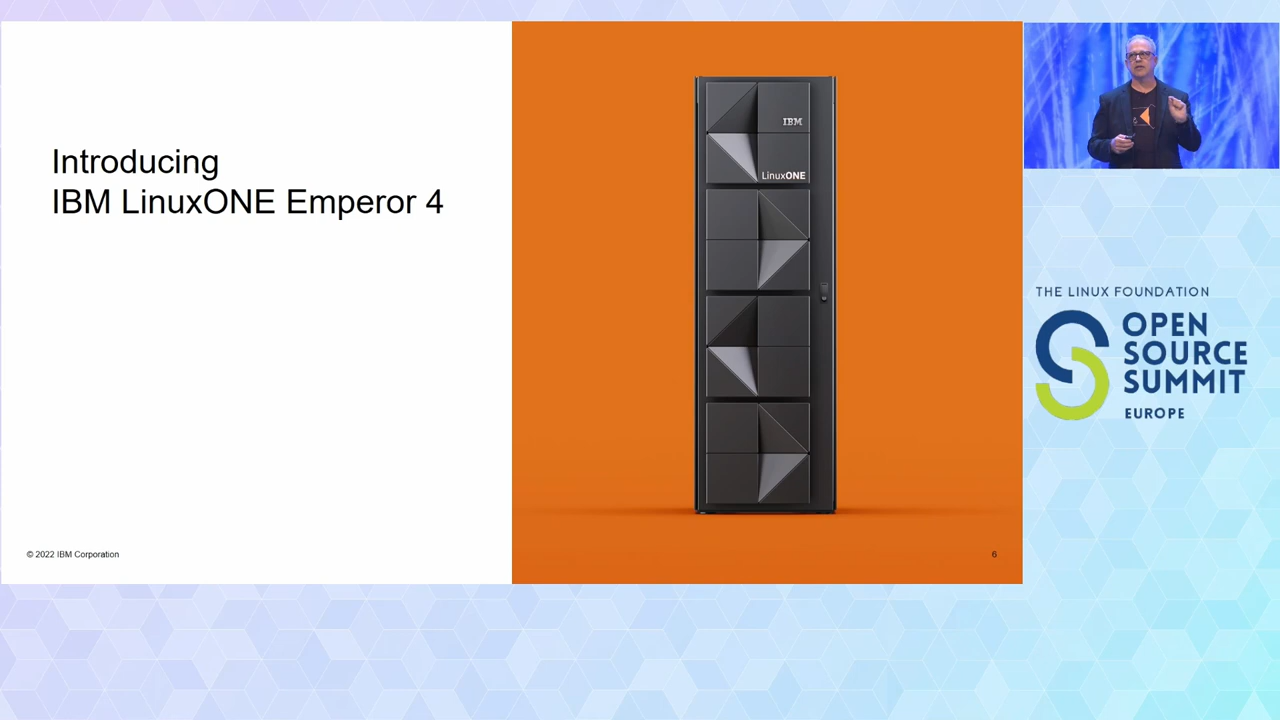 Introducing
IBM LinuxONE Emperor 4
IBM
LinuxONE
© 2022 IBM Corporation
6
THE LINUX FOUNDATION
OPEN
SOURCE
SUMMIT
EUROPE